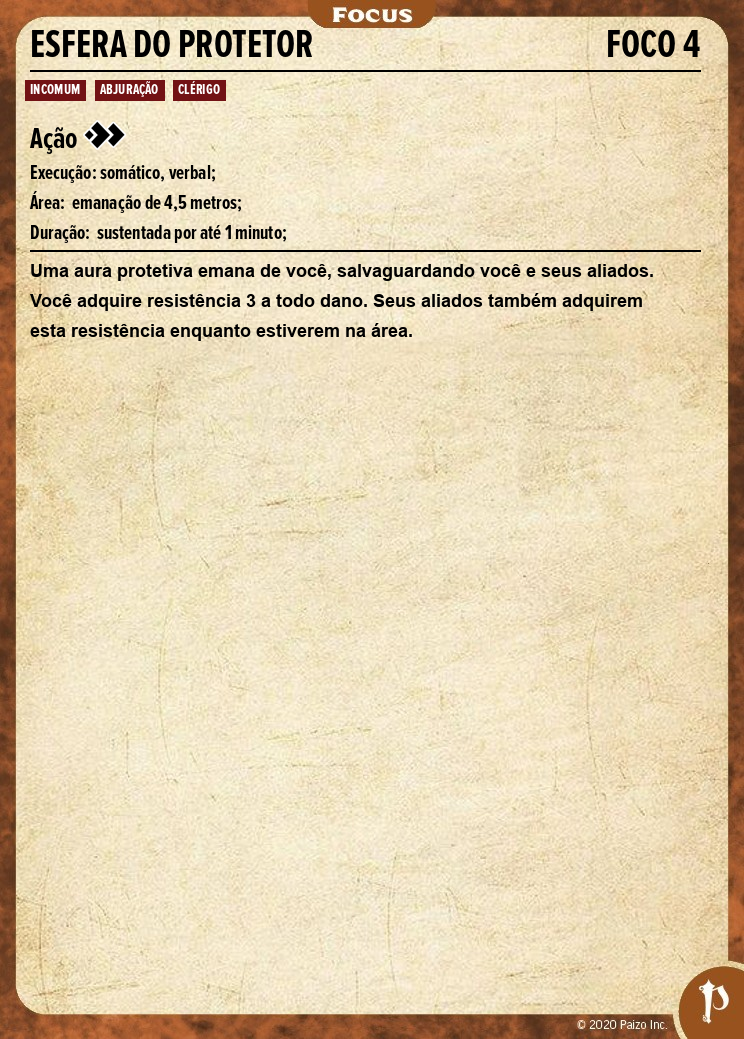 Focus
ESFERA DO PROTETOR FOCO 4
INCOMUM ABJURAÇÃO CLÉRIGO
Ação
Execução: somático, verbal;
Área: emanação de 4,5 metros;
Duração: sustentada por até 1 minuto;
Uma aura protetiva emana de você, salvaguardando você e seus aliados.
Você adquire resistência 3 a todo dano. Seus aliados também adquirem
esta resistência enquanto estiverem na área.
© 2020 Paizo Inc.
P